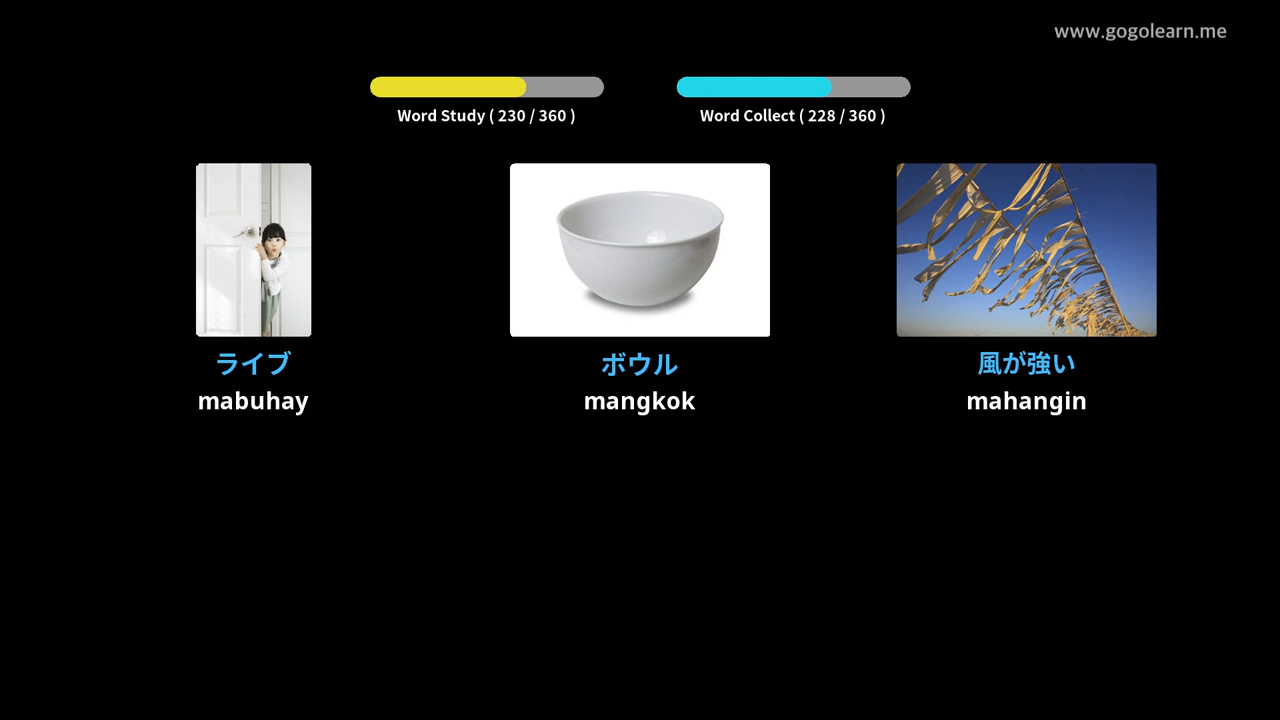 www.gogolearn.me
Word Study ( 230 / 360 )
Word Collect ( 228 / 360 )
ライブ
mabuhay
ボウル
mangkok
風が強い
mahangin